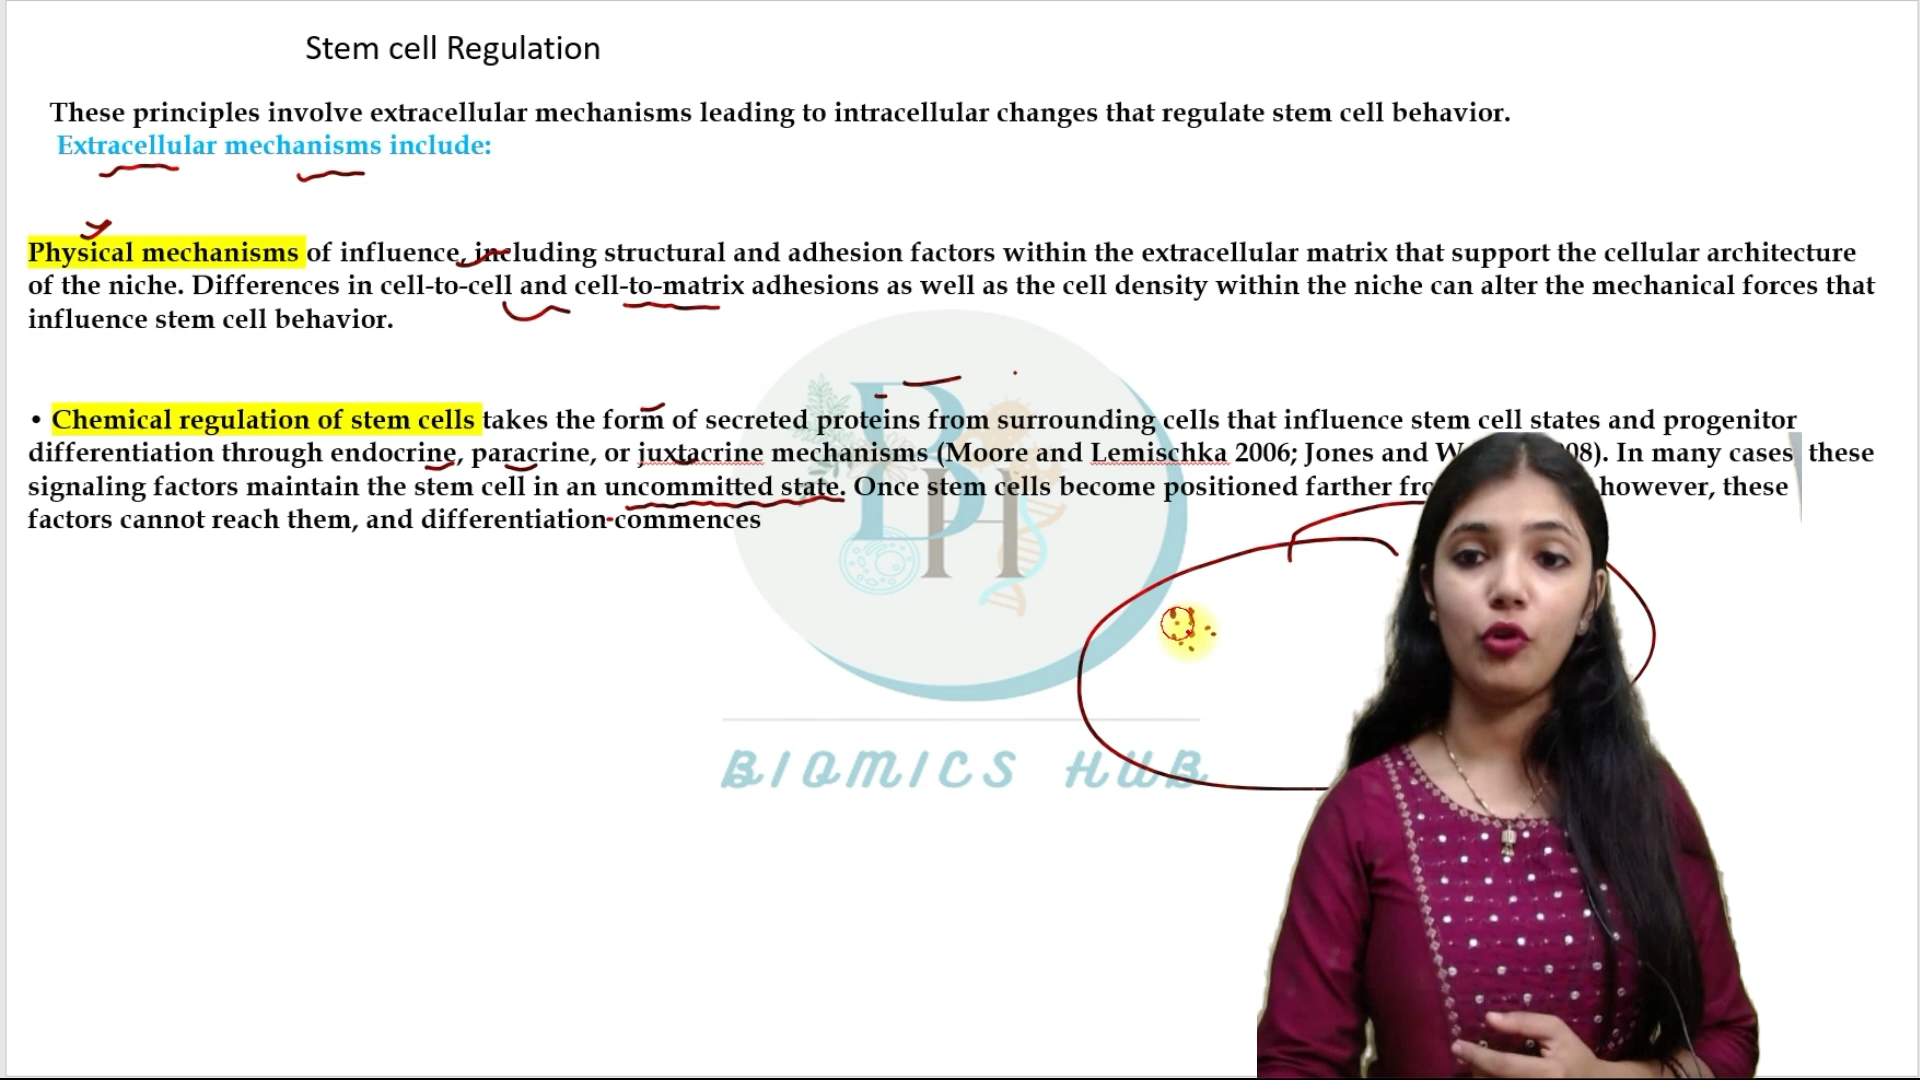 Stem cell Regulation
These principles involve extracellular mechanisms leading to intracellular changes that regulate stem cell behavior.
Extracellular mechanisms include:
Physical mechanisms of influence, including structural and adhesion factors within the extracellular matrix that support the cellular architecture
of the niche. Differences in cell-to-cell and cell-to-matrix adhesions as well as the cell density within the niche can alter the mechanical forces that
influence stem cell behavior.
• Chemical regulation of stem cells takes the form of secreted proteins from surrounding cells that influence stem cell states and progenitor
differentiation through endocrine, paracrine, or juxtacrine mechanisms (Moore and Lemischka 2006; Jones and 08). In many cases, these
signaling factors maintain the stem cell in an uncommitted state. Once stem cells become positioned farther however, these
factors cannot reach them, and differentiation commences
BH
BIOMICS HUB